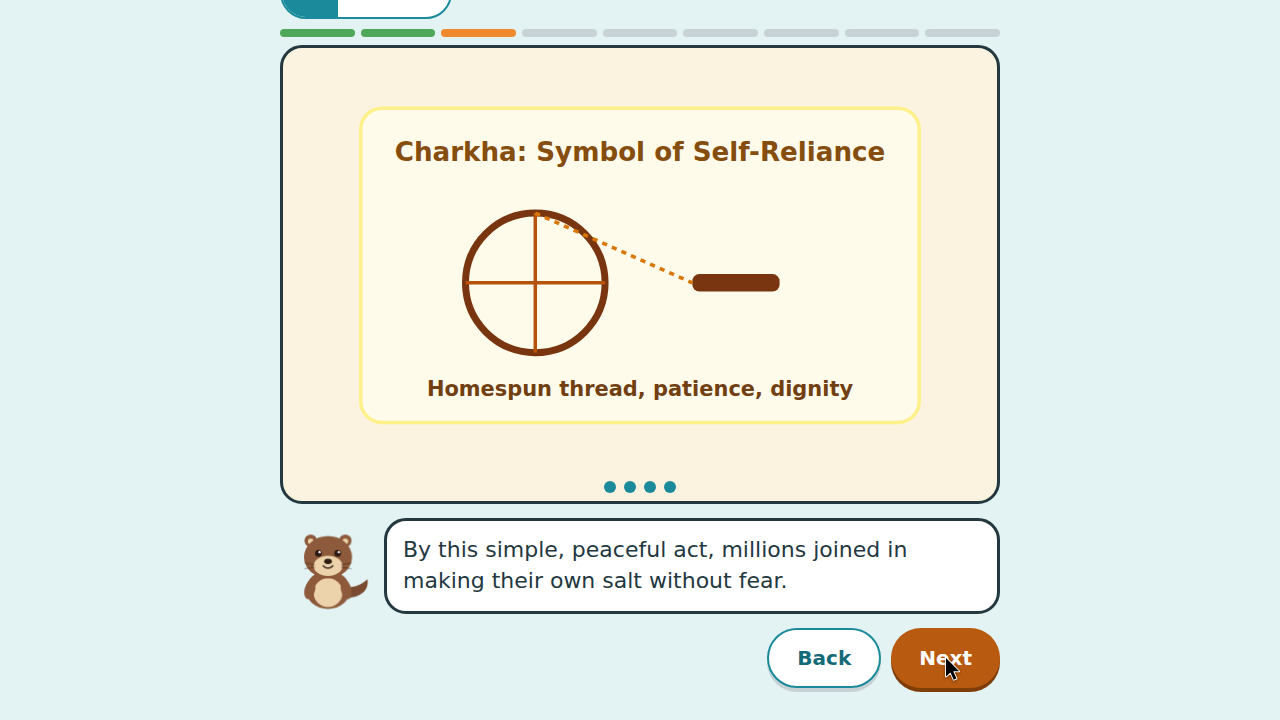 Charkha: Symbol of Self-Reliance
Homespun thread, patience, dignity
By this simple, peaceful act, millions joined in
making their own salt without fear.
Back
Next